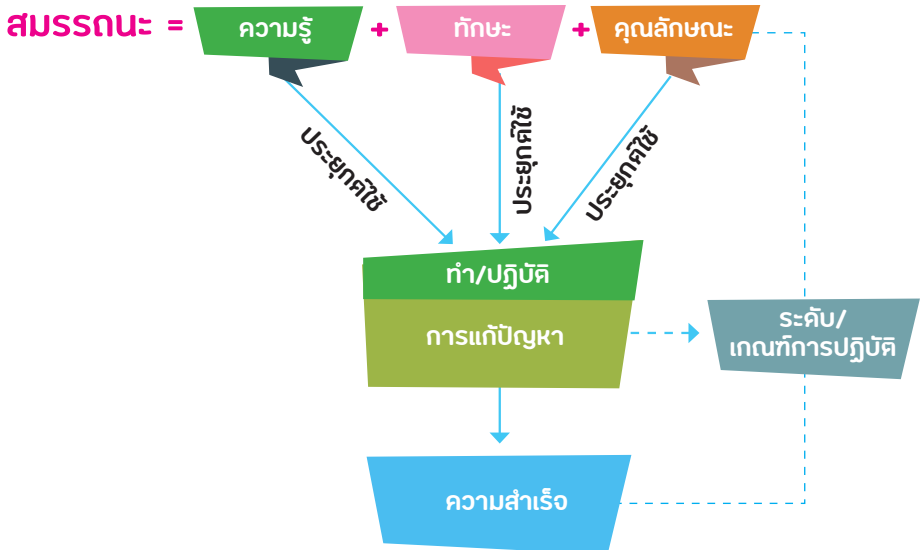 สมรรถนะ = ความรู้ + ทักษะ + คุณลักษณะ
ประยุกต์ใช้
ประยุกต์ใช้
ประยุกต์ใช้
ทำ/ปฏิบัติ
การแก้ปัญหา
ระดับ/
เกณฑ์การปฏิบัติ
ความสำเร็จ